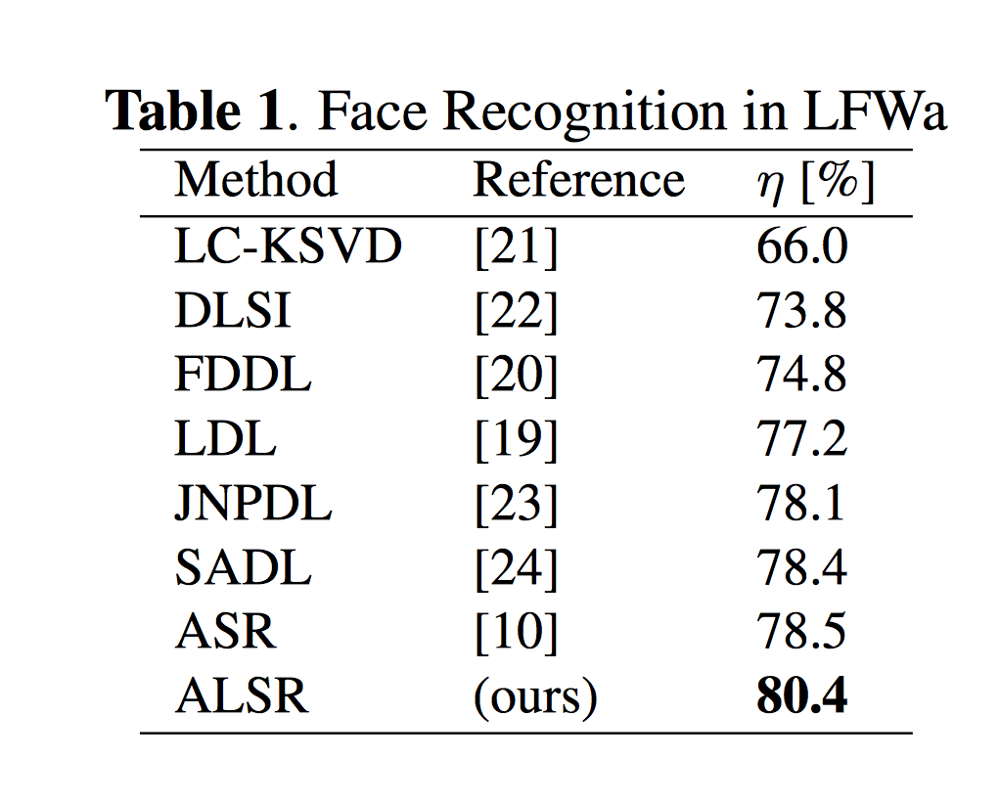 Table 1. Face Recognition in LFWa
Method Reference η [%]
LC-KSVD [21] 66.0
DLSI [22] 73.8
FDDL [20] 74.8
LDL [19] 77.2
JNPDL [23] 78.1
SADL [24] 78.4
ASR [10] 78.5
ALSR (ours) 80.4